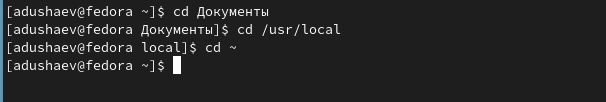 [adushaev@fedora ~]$ cd Документы
[adushaev@fedora Документы]$ cd /usr/local
[adushaev@fedora local]$ cd ~
[adushaev@fedora ~]$